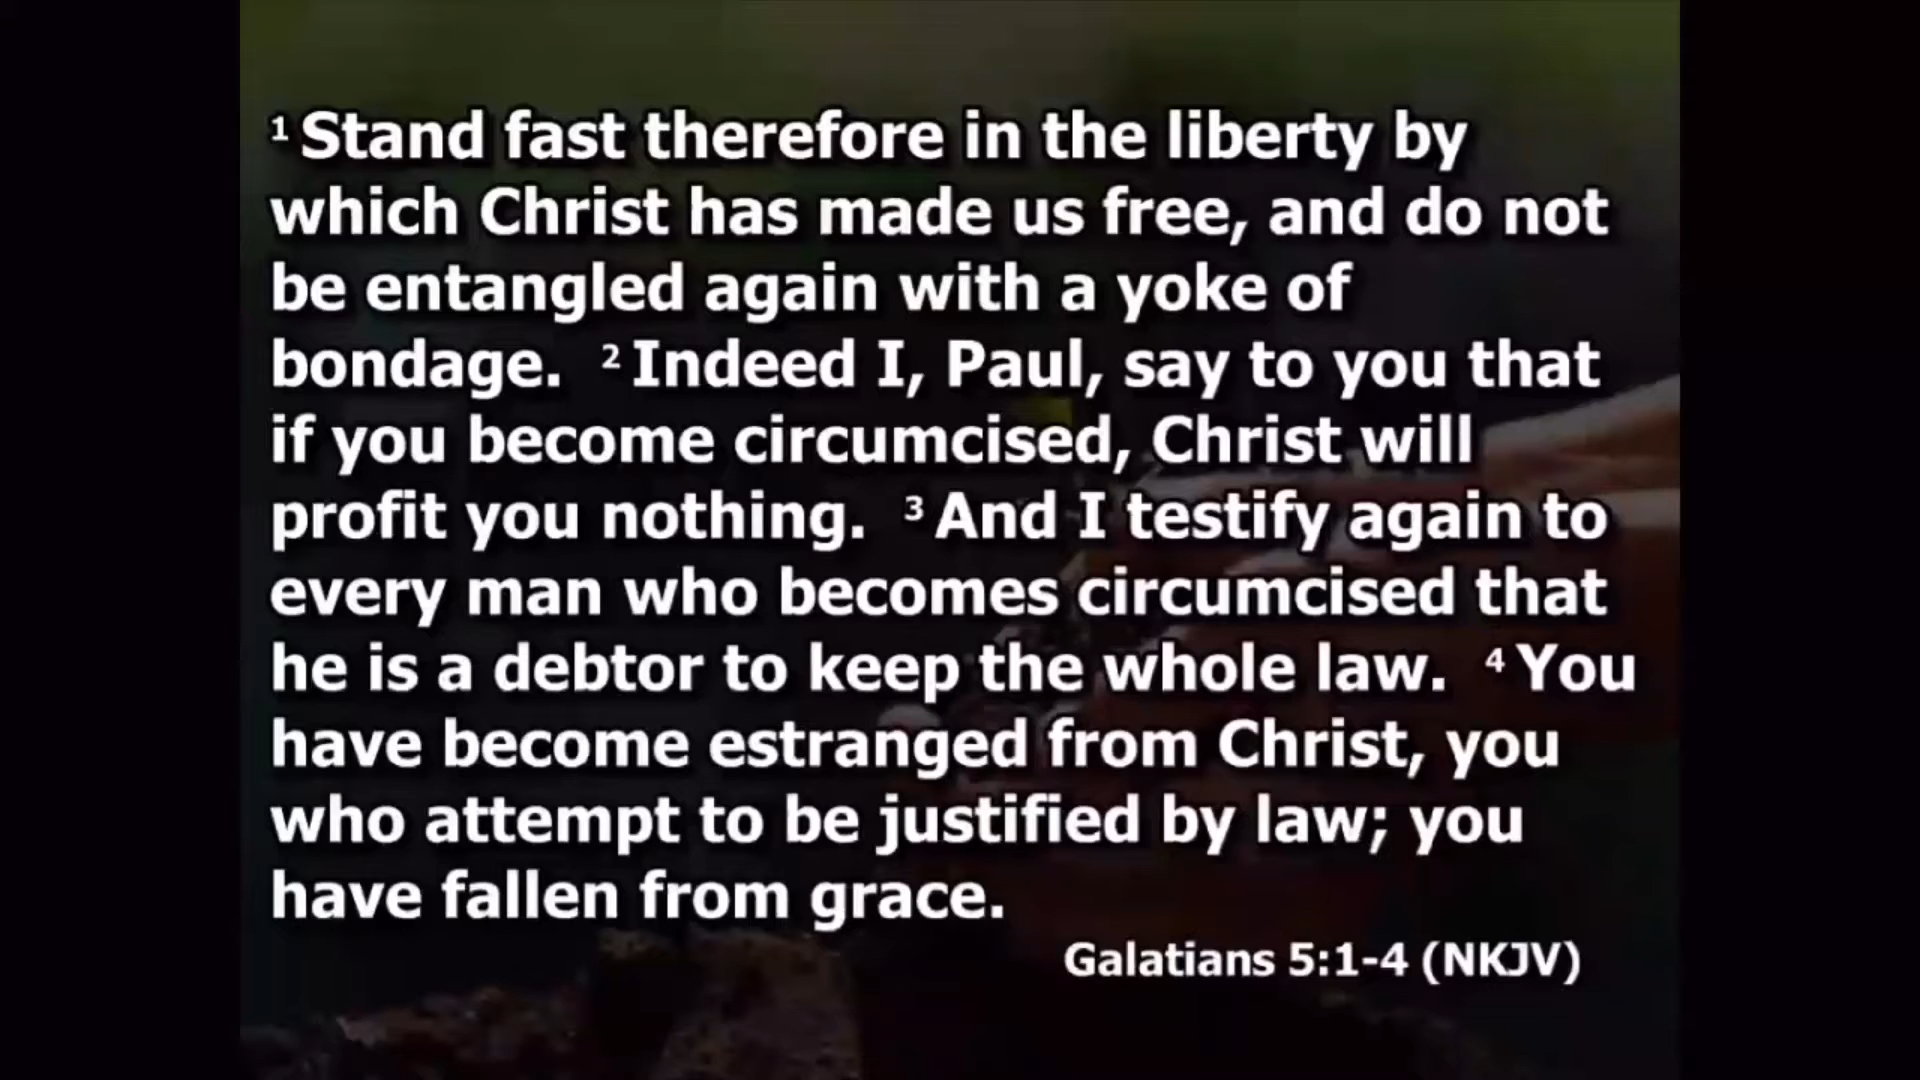 1 Stand fast therefore in the liberty by
which Christ has made us free, and do not
be entangled again with a yoke of
bondage. 2 Indeed I, Paul, say to you that
if you become circumcised, Christ will
profit you nothing. 3 And I testify again to
every man who becomes circumcised that
he is a debtor to keep the whole law. 4 You
have become estranged from Christ, you
who attempt to be justified by law; you
have fallen from grace.
Galatians 5:1-4 (NKJV)